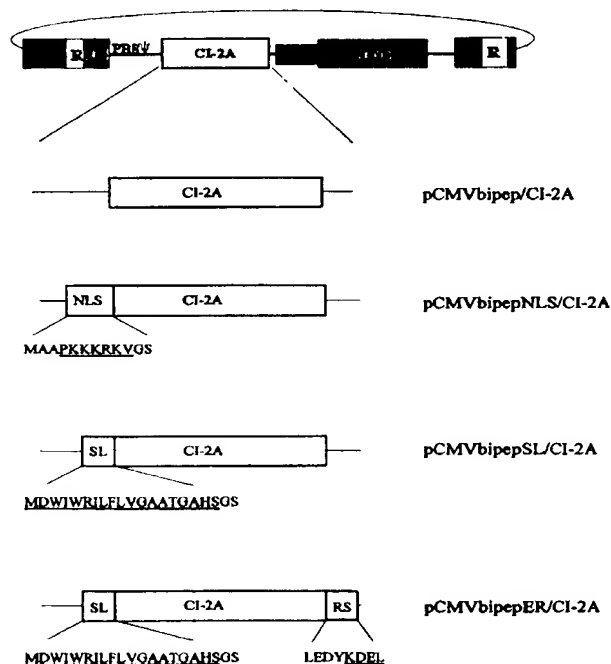 R PBSψ CI-2A R
CI-2A pCMVbipep/CI-2A
NLS CI-2A pCMVbipepNLS/CI-2A
MAAPKKKRKVGS
SL CI-2A pCMVbipepSL/CI-2A
MDWIWRILFLVGAATGAHSGS
SL CI-2A RS pCMVbipepER/CI-2A
MDWIWRILFLVGAATGAHSGS LEDYKDEL